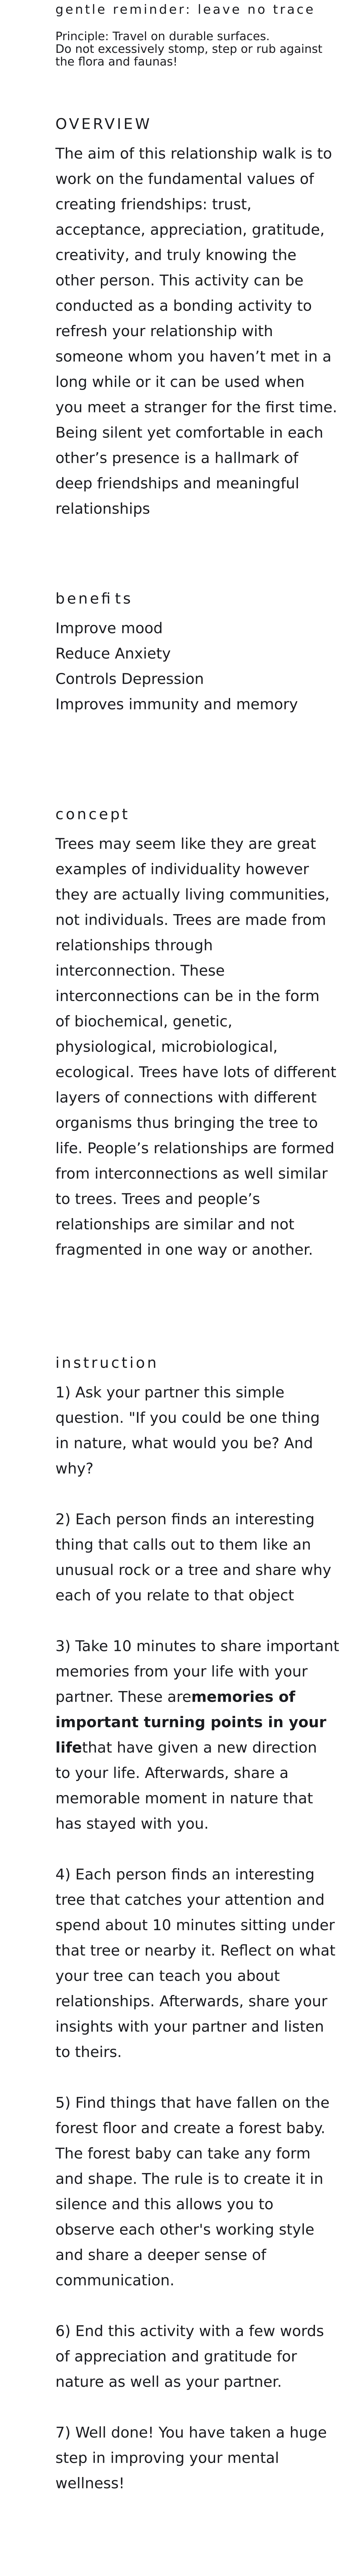 gentle reminder: leave no trace
Principle: Travel on durable surfaces.
Do not excessively stomp, step or rub against
the flora and faunas!
OVERVIEW
The aim of this relationship walk is to
work on the fundamental values of
creating friendships: trust,
acceptance, appreciation, gratitude,
creativity, and truly knowing the
other person. This activity can be
conducted as a bonding activity to
refresh your relationship with
someone whom you haven’t met in a
long while or it can be used when
you meet a stranger for the first time.
Being silent yet comfortable in each
other’s presence is a hallmark of
deep friendships and meaningful
relationships
benefits
Improve mood
Reduce Anxiety
Controls Depression
Improves immunity and memory
concept
Trees may seem like they are great
examples of individuality however
they are actually living communities,
not individuals. Trees are made from
relationships through
interconnection. These
interconnections can be in the form
of biochemical, genetic,
physiological, microbiological,
ecological. Trees have lots of different
layers of connections with different
organisms thus bringing the tree to
life. People’s relationships are formed
from interconnections as well similar
to trees. Trees and people’s
relationships are similar and not
fragmented in one way or another.
instruction
1) Ask your partner this simple
question. "If you could be one thing
in nature, what would you be? And
why?
2) Each person finds an interesting
thing that calls out to them like an
unusual rock or a tree and share why
each of you relate to that object
3) Take 10 minutes to share important
memories from your life with your
partner. These arememories of
important turning points in your
lifethat have given a new direction
to your life. Afterwards, share a
memorable moment in nature that
has stayed with you.
4) Each person finds an interesting
tree that catches your attention and
spend about 10 minutes sitting under
that tree or nearby it. Reflect on what
your tree can teach you about
relationships. Afterwards, share your
insights with your partner and listen
to theirs.
5) Find things that have fallen on the
forest floor and create a forest baby.
The forest baby can take any form
and shape. The rule is to create it in
silence and this allows you to
observe each other's working style
and share a deeper sense of
communication.
6) End this activity with a few words
of appreciation and gratitude for
nature as well as your partner.
7) Well done! You have taken a huge
step in improving your mental
wellness!